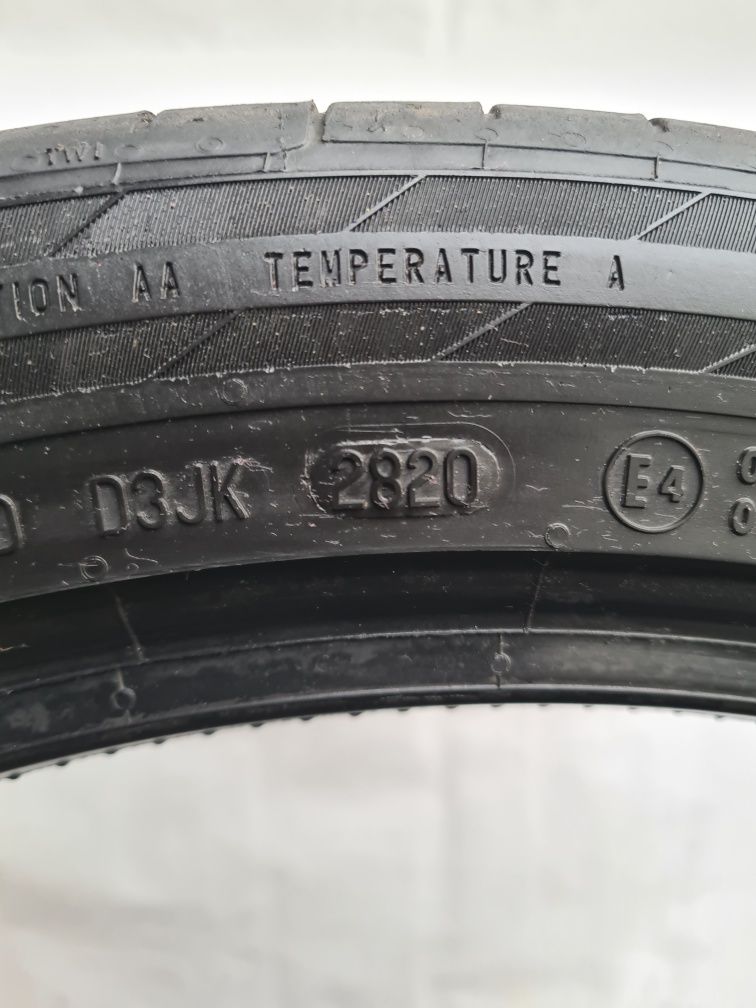 TWI
TION AA TEMPERATURE A
D3JK 2820 E4